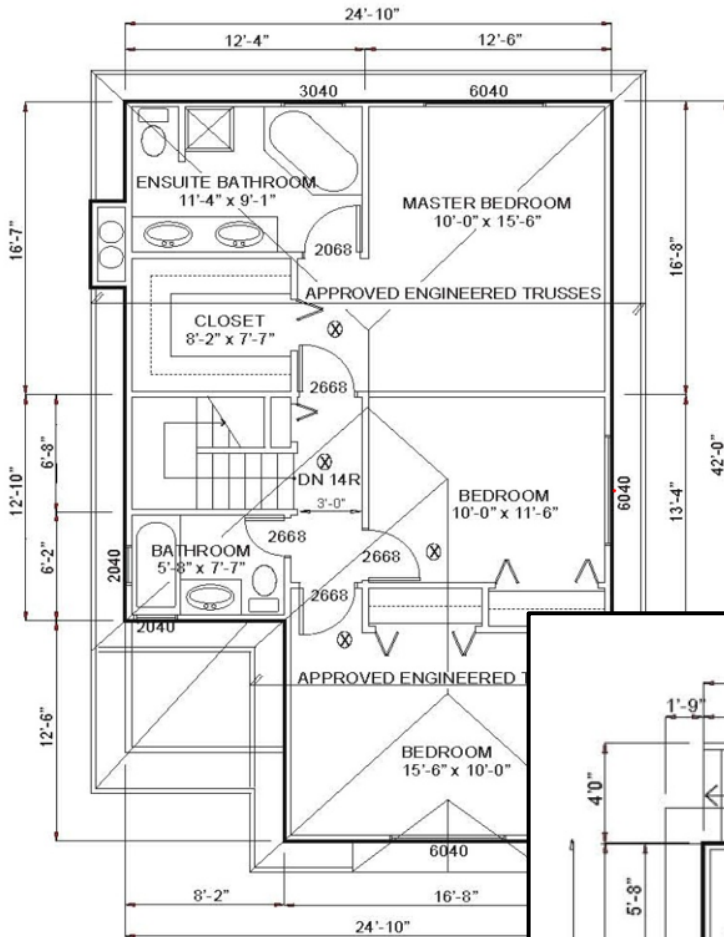 24'-10"
12'-4" 12'-6"
3040 6040
ENSUITE BATHROOM
11'-4" x 9'-1"
MASTER BEDROOM
10'-0" x 15'-6"
2068
16'-7"
16'-8"
APPROVED ENGINEERED TRUSSES
CLOSET
8'-2" x 7'-7"
2668
12'-10"
6'-8"
42'-0"
DN 14R
3'-0"
BEDROOM
10'-0" x 11'-6"
6040
13'-4"
6'-2"
2668
BATHROOM
5'-8" x 7'-7"
2668
2040
2668
2040
APPROVED ENGINEERED T
12'-6"
BEDROOM
15'-6" x 10'-0"
6040
8'-2" 16'-8"
24'-10"
1'-9"
4'0"
5'-8"